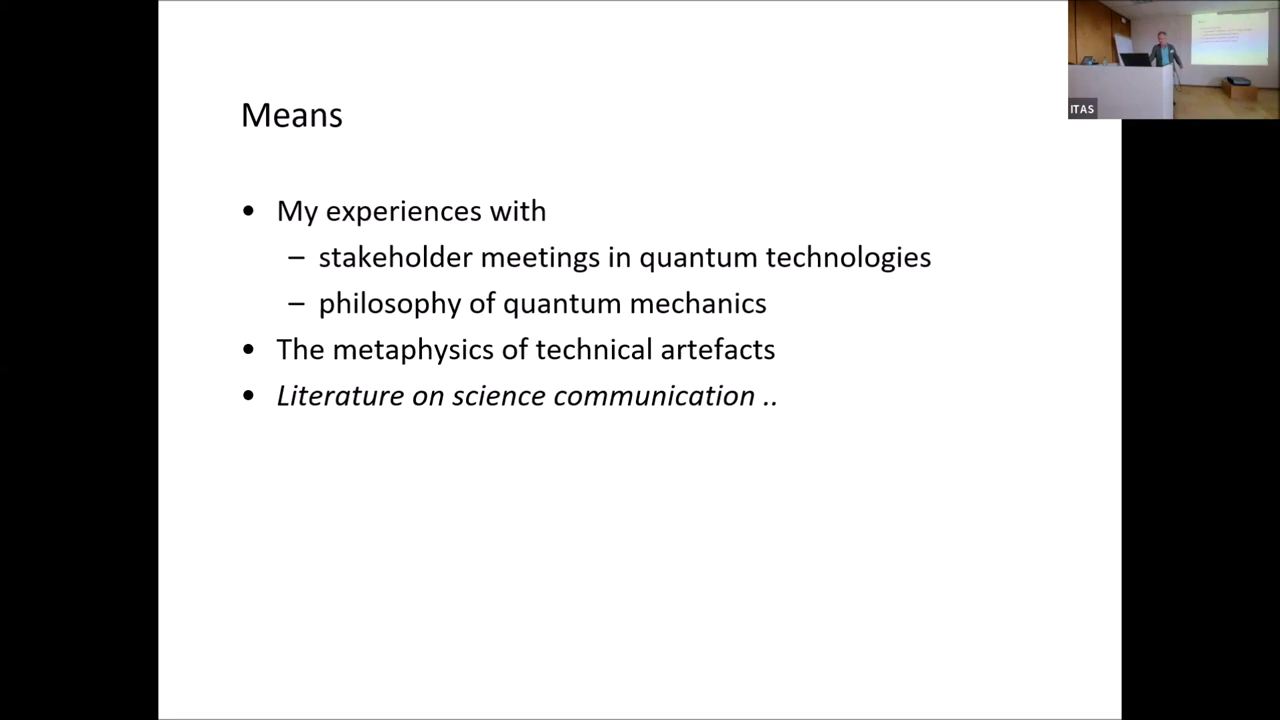 Means
• My experiences with
– stakeholder meetings in quantum technologies
– philosophy of quantum mechanics
• The metaphysics of technical artefacts
• Literature on science communication ..
ITAS